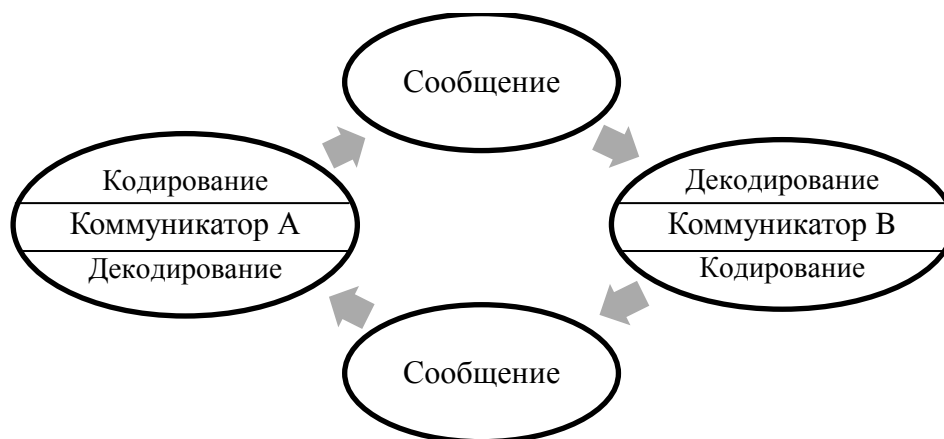 Сообщение
Кодирование
Коммуникатор А
Декодирование
Декодирование
Коммуникатор В
Кодирование
Сообщение